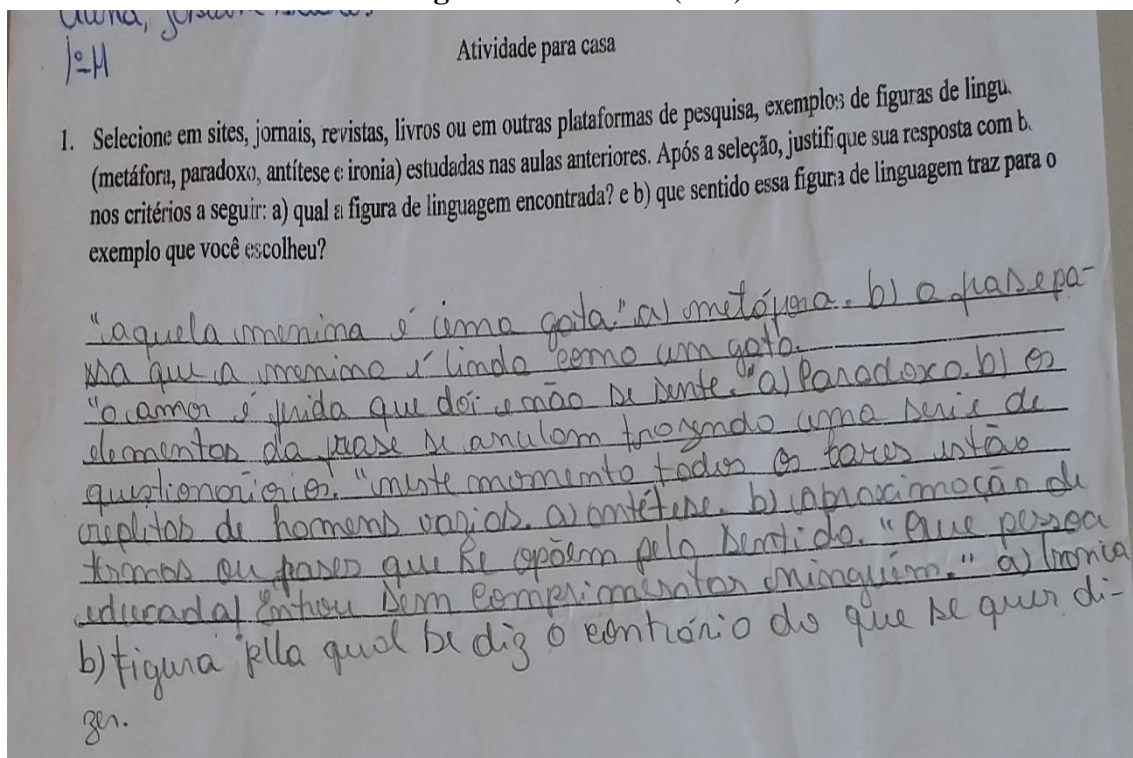 1º M
Atividade para casa
1. Selecione em sites, jornais, revistas, livros ou em outras plataformas de pesquisa, exemplos de figuras de lingu
(metáfora, paradoxo, antítese e ironia) estudadas nas aulas anteriores. Após a seleção, justifique sua resposta com b
nos critérios a seguir: a) qual a figura de linguagem encontrada? e b) que sentido essa figura de linguagem traz para o
exemplo que você escolheu?
"aquela menina é uma gata." a) metáfora. b) a frase pa-
ssa que a menina é linda como um gato.
"o amor é ferida que dói e não se sente." a) Paradoxo. b) os
elementos da frase se anulam trazendo uma serie de
"neste momento todos os bares estão
de homens vazios. a) antétese. b) aproximação de
termos ou frases que se opõem pelo sentido. "Que pessoa
educada! Entrou sem comprimentar ninguém." a) Ironia
b) figura pela qual se diz o contrário do que se quer di-
zer.